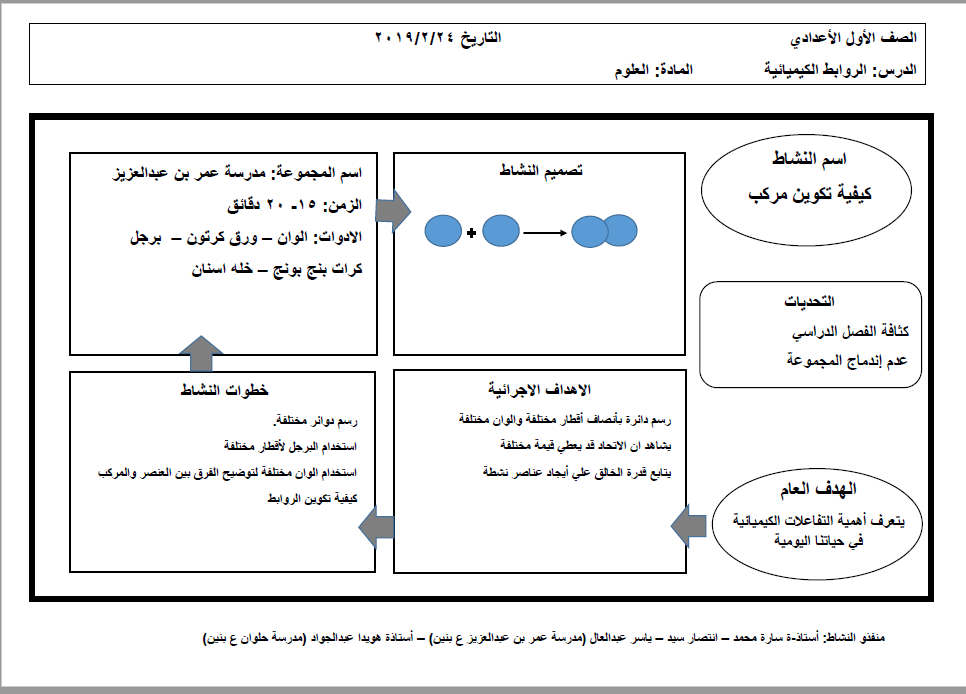 الصف الأول الأعدادي
التاريخ ٢٠١٩/٢/٢٤
الدرس: الروابط الكيميائية
المادة: العلوم
اسم النشاط
كيفية تكوين مركب
التحديات
كثافة الفصل الدراسي
عدم إندماج المجموعة
الهدف العام
يتعرف أهمية التفاعلات الكيميائية
في حياتنا اليومية
الاهداف الاجرائية
رسم دائرة بأنصاف أقطار مختلفة والوان مختلفة
يشاهد ان الاتحاد قد يعطي قيمة مختلفة
يتابع قدرة الخالق علي أيجاد عناصر نشطة
خطوات النشاط
رسم دوائر مختلفة.
استخدام البرجل لأقطار مختلفة
استخدام الوان مختلفة لتوضيح الفرق بين العنصر والمركب
كيفية تكوين الروابط
اسم المجموعة: مدرسة عمر بن عبدالعزيز
الزمن: ١٥- ٢٠ دقائق
الادوات: الوان – ورق كرتون – برجل
كرات بنج بونج – خله اسنان
تصميم النشاط
+
منفذو النشاط: أستاذ-ة سارة محمد – انتصار سيد – ياسر عبدالعال (مدرسة عمر بن عبدالعزيز ع بنين) – أستاذة هويدا عبدالجواد (مدرسة حلوان ع بنين)